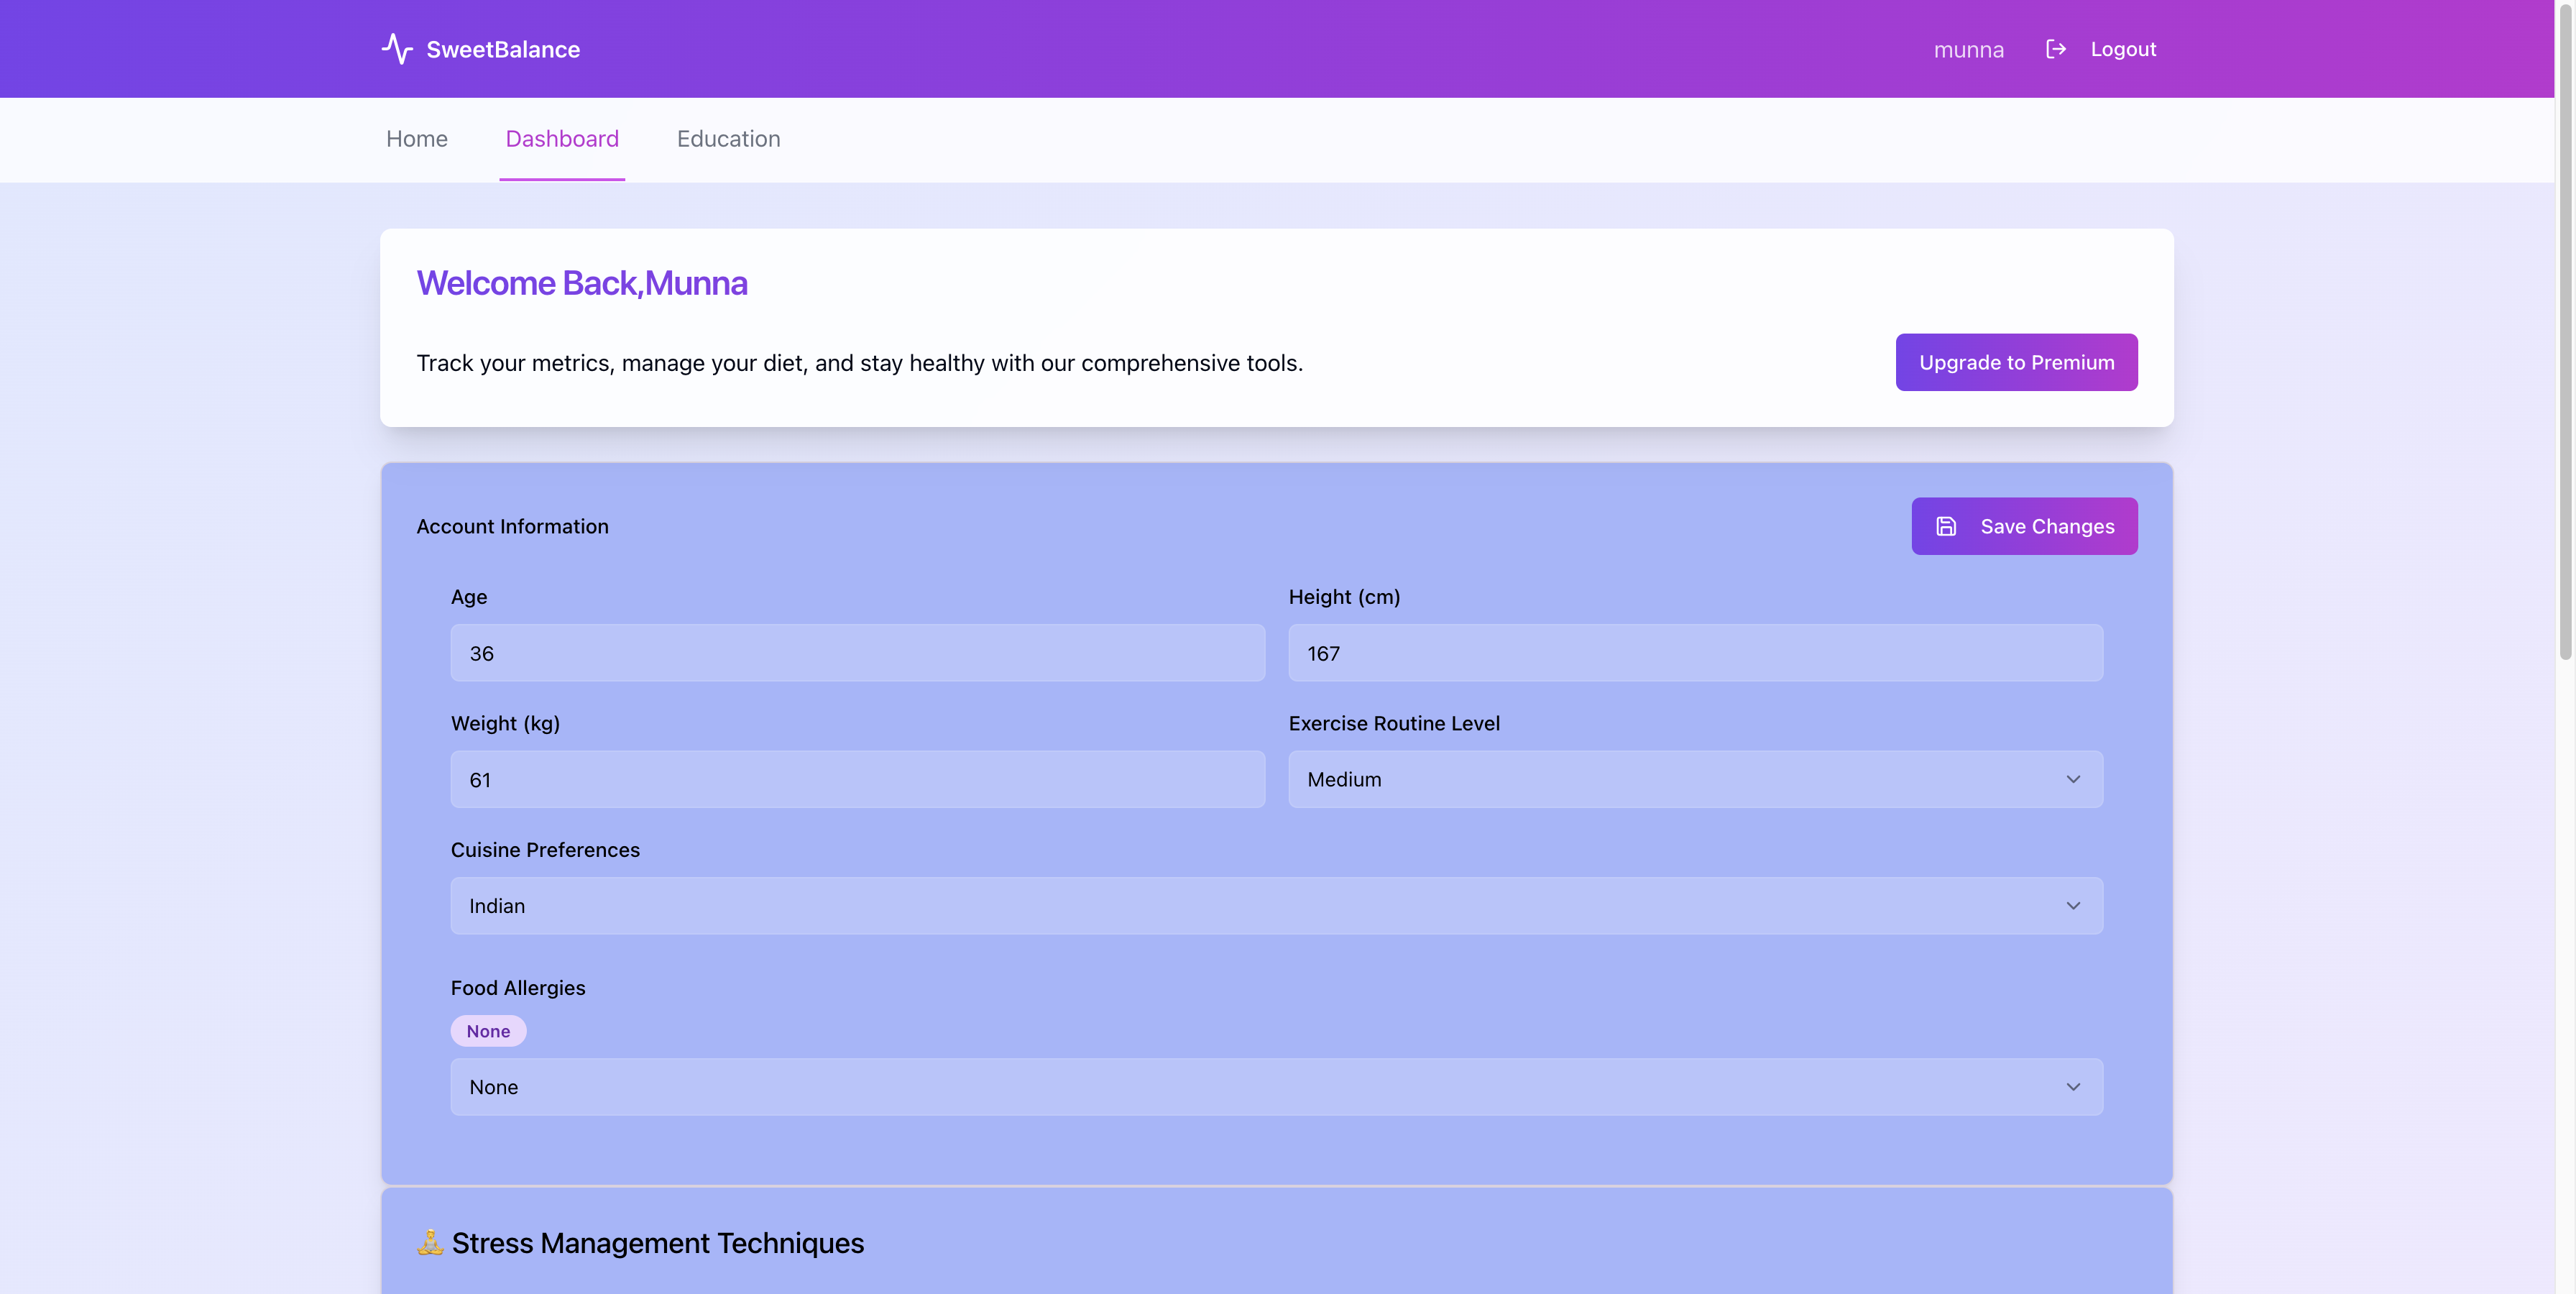 SweetBalance
munna
Logout
Home
Dashboard
Education
Welcome Back,Munna
Track your metrics, manage your diet, and stay healthy with our comprehensive tools.
Upgrade to Premium
Account Information
Save Changes
Age
Height (cm)
36
167
Weight (kg)
Exercise Routine Level
61
Medium
Cuisine Preferences
Indian
Food Allergies
None
None
Stress Management Techniques